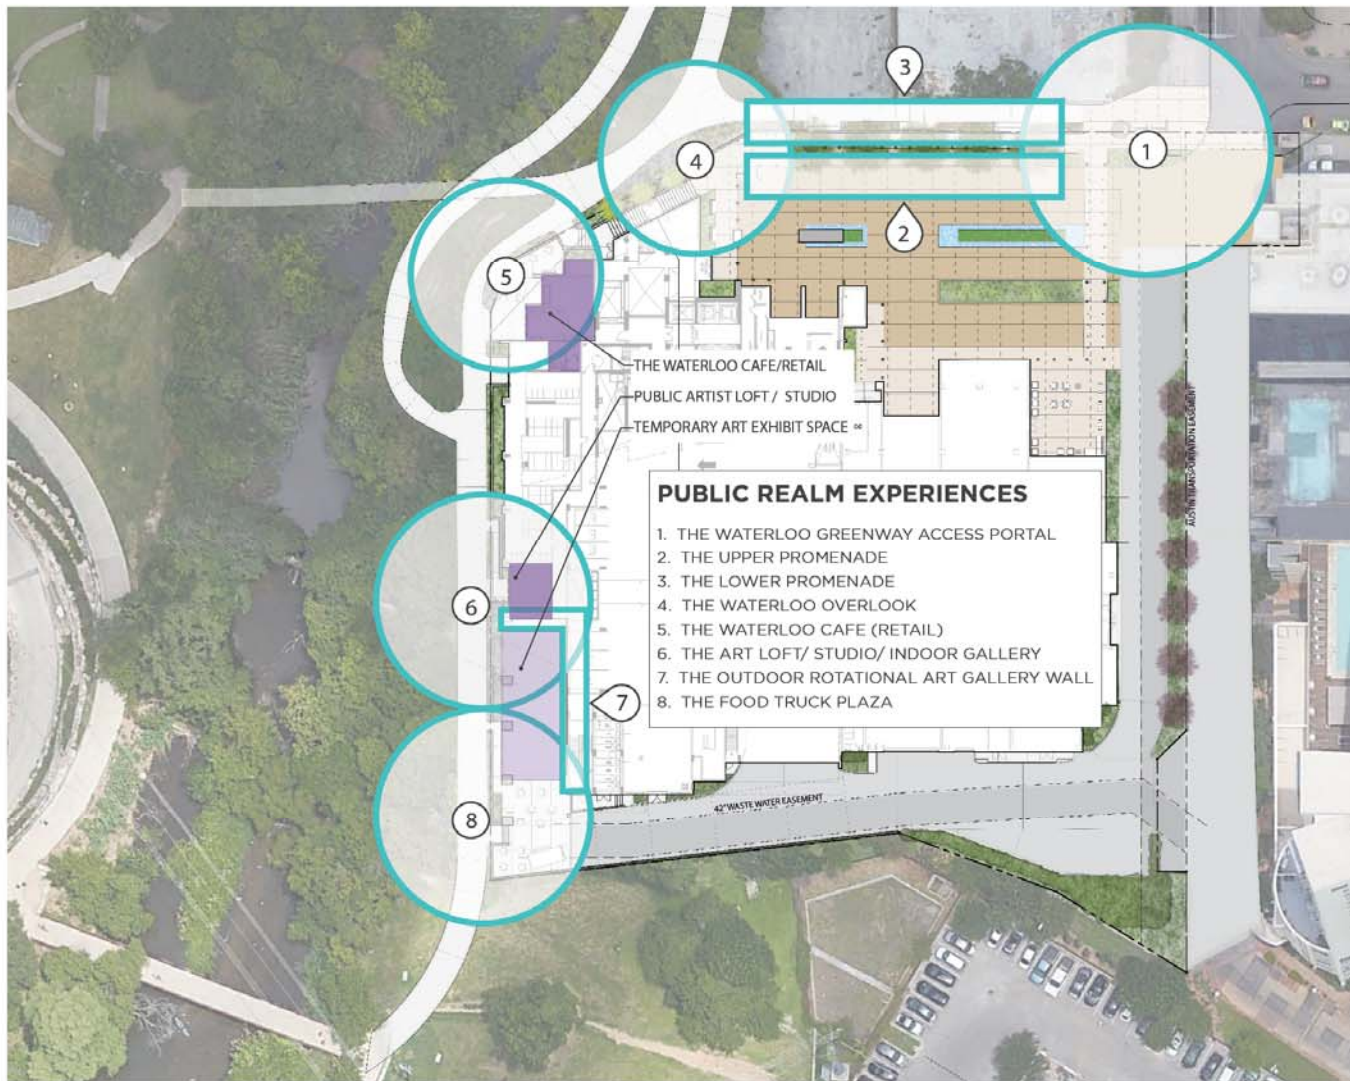 3
1
4
2
5
THE WATERLOO CAFE/RETAIL
PUBLIC ARTIST LOFT / STUDIO
TEMPORARY ART EXHIBIT SPACE
AUSTIN TRANSPORTATION EASEMENT
PUBLIC REALM EXPERIENCES
1. THE WATERLOO GREENWAY ACCESS PORTAL
2. THE UPPER PROMENADE
3. THE LOWER PROMENADE
4. THE WATERLOO OVERLOOK
5. THE WATERLOO CAFE (RETAIL)
6. THE ART LOFT/ STUDIO/ INDOOR GALLERY
7. THE OUTDOOR ROTATIONAL ART GALLERY WALL
8. THE FOOD TRUCK PLAZA
6
7
8
42" WASTE WATER EASEMENT